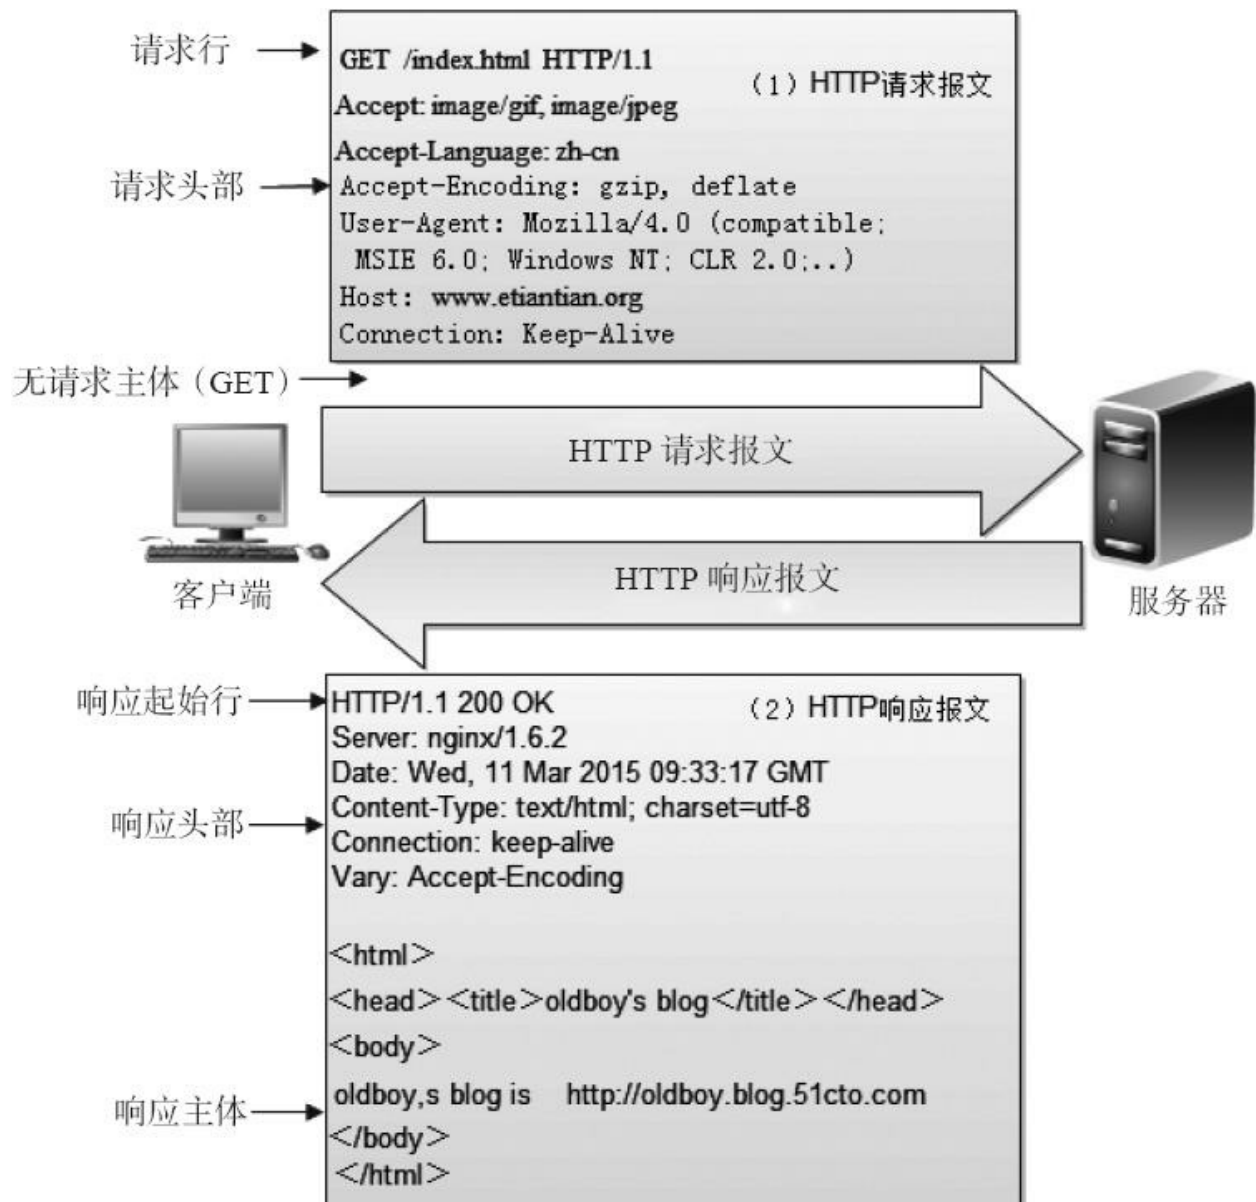 请求行
GET /index.html HTTP/1.1
（1）HTTP请求报文
Accept: image/gif, image/jpeg
Accept-Language: zh-cn
请求头部
Accept-Encoding: gzip, deflate
User-Agent: Mozilla/4.0 (compatible;
MSIE 6.0; Windows NT; CLR 2.0;..)
Host: www.etiantian.org
Connection: Keep-Alive
无请求主体（GET）
HTTP 请求报文
客户端
HTTP 响应报文
服务器
响应起始行
HTTP/1.1 200 OK
（2）HTTP响应报文
Server: nginx/1.6.2
Date: Wed, 11 Mar 2015 09:33:17 GMT
响应头部
Content-Type: text/html; charset=utf-8
Connection: keep-alive
Vary: Accept-Encoding
<html>
<head><title>oldboy's blog</title></head>
<body>
oldboy,s blog is http://oldboy.blog.51cto.com
响应主体
</body>
</html>